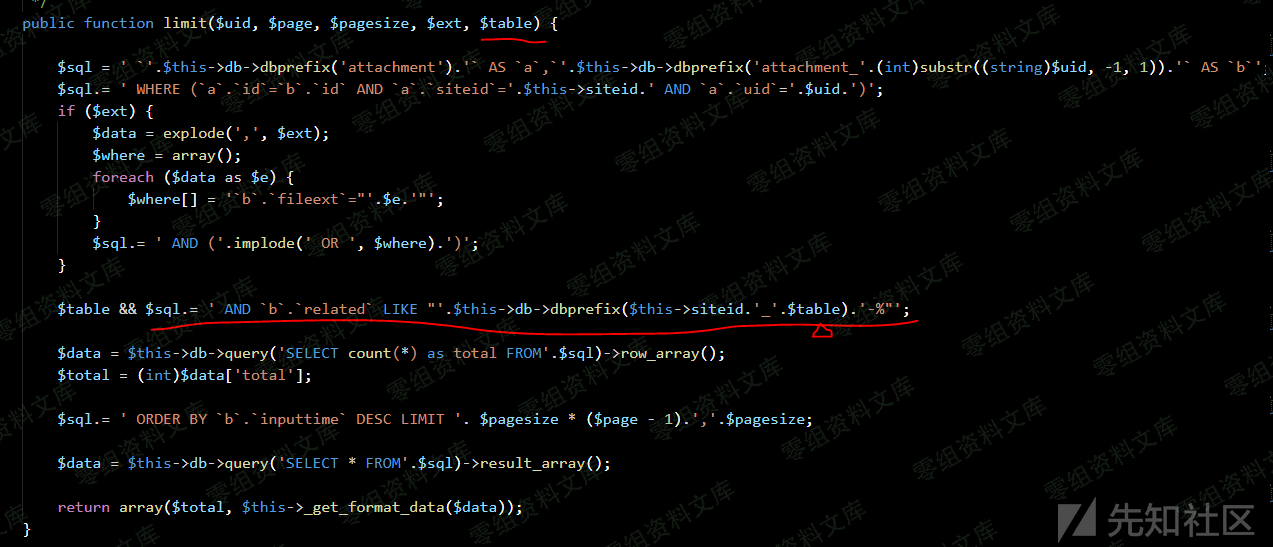 */
public function limit($uid, $page, $pagesize, $ext, $table) {
$sql = ' `'.$this->db->dbprefix('attachment').'` AS `a`,`'.$this->db->dbprefix('attachment_'.(int)substr((string)$uid, -1, 1)).'` AS `b`'
$sql.= ' WHERE (`a`.`id`=`b`.`id` AND `a`.`siteid`='.$this->siteid.' AND `a`.`uid`='.$uid.')';
if ($ext) {
$data = explode(',', $ext);
$where = array();
foreach ($data as $e) {
$where[] = '`b`.`fileext`="'.$e.'"';
}
$sql.= ' AND ('.implode(' OR ', $where).')';
}
$table && $sql.= ' AND `b`.`related` LIKE "'.$this->db->dbprefix($this->siteid.'_'.$table).'-%"';
$data = $this->db->query('SELECT count(*) as total FROM'.$sql)->row_array();
$total = (int)$data['total'];
$sql.= ' ORDER BY `b`.`inputtime` DESC LIMIT '. $pagesize * ($page - 1).','.$pagesize;
$data = $this->db->query('SELECT * FROM'.$sql)->result_array();
return array($total, $this->_get_format_data($data));
}
零组资料文库
先知社区